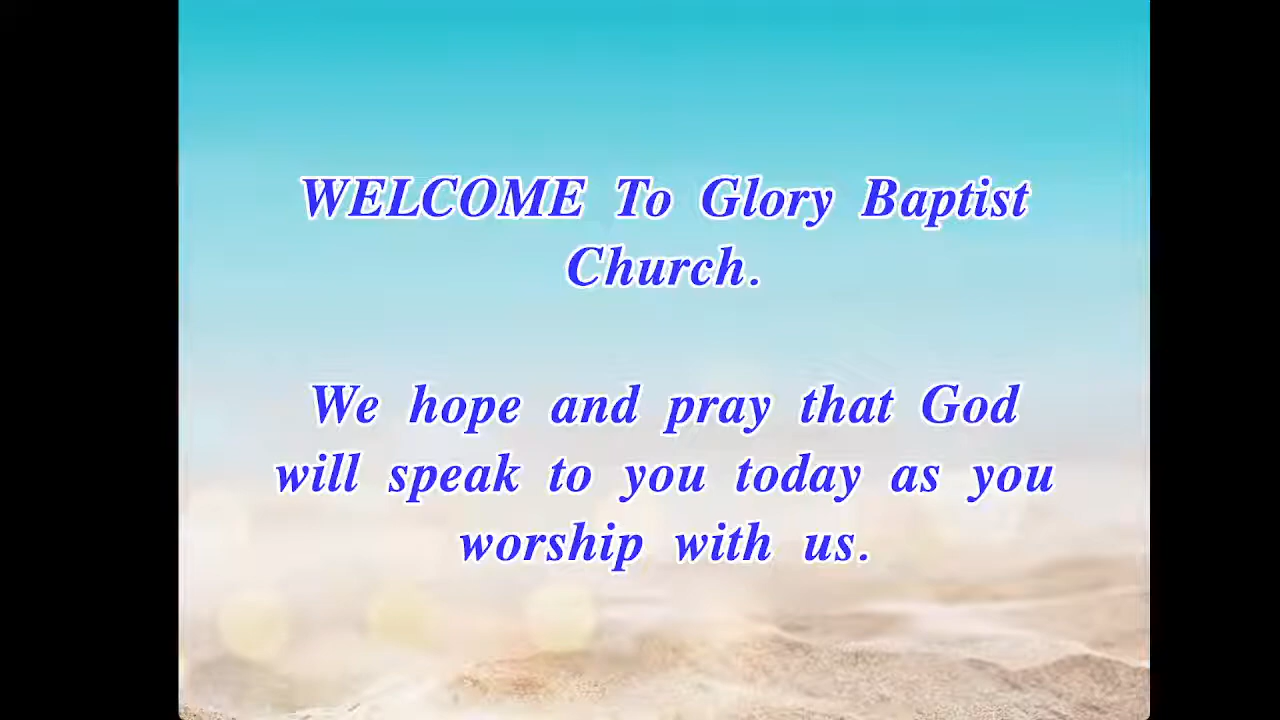 WELCOME To Glory Baptist
Church.
We hope and pray that God
will speak to you today as you
worship with us.